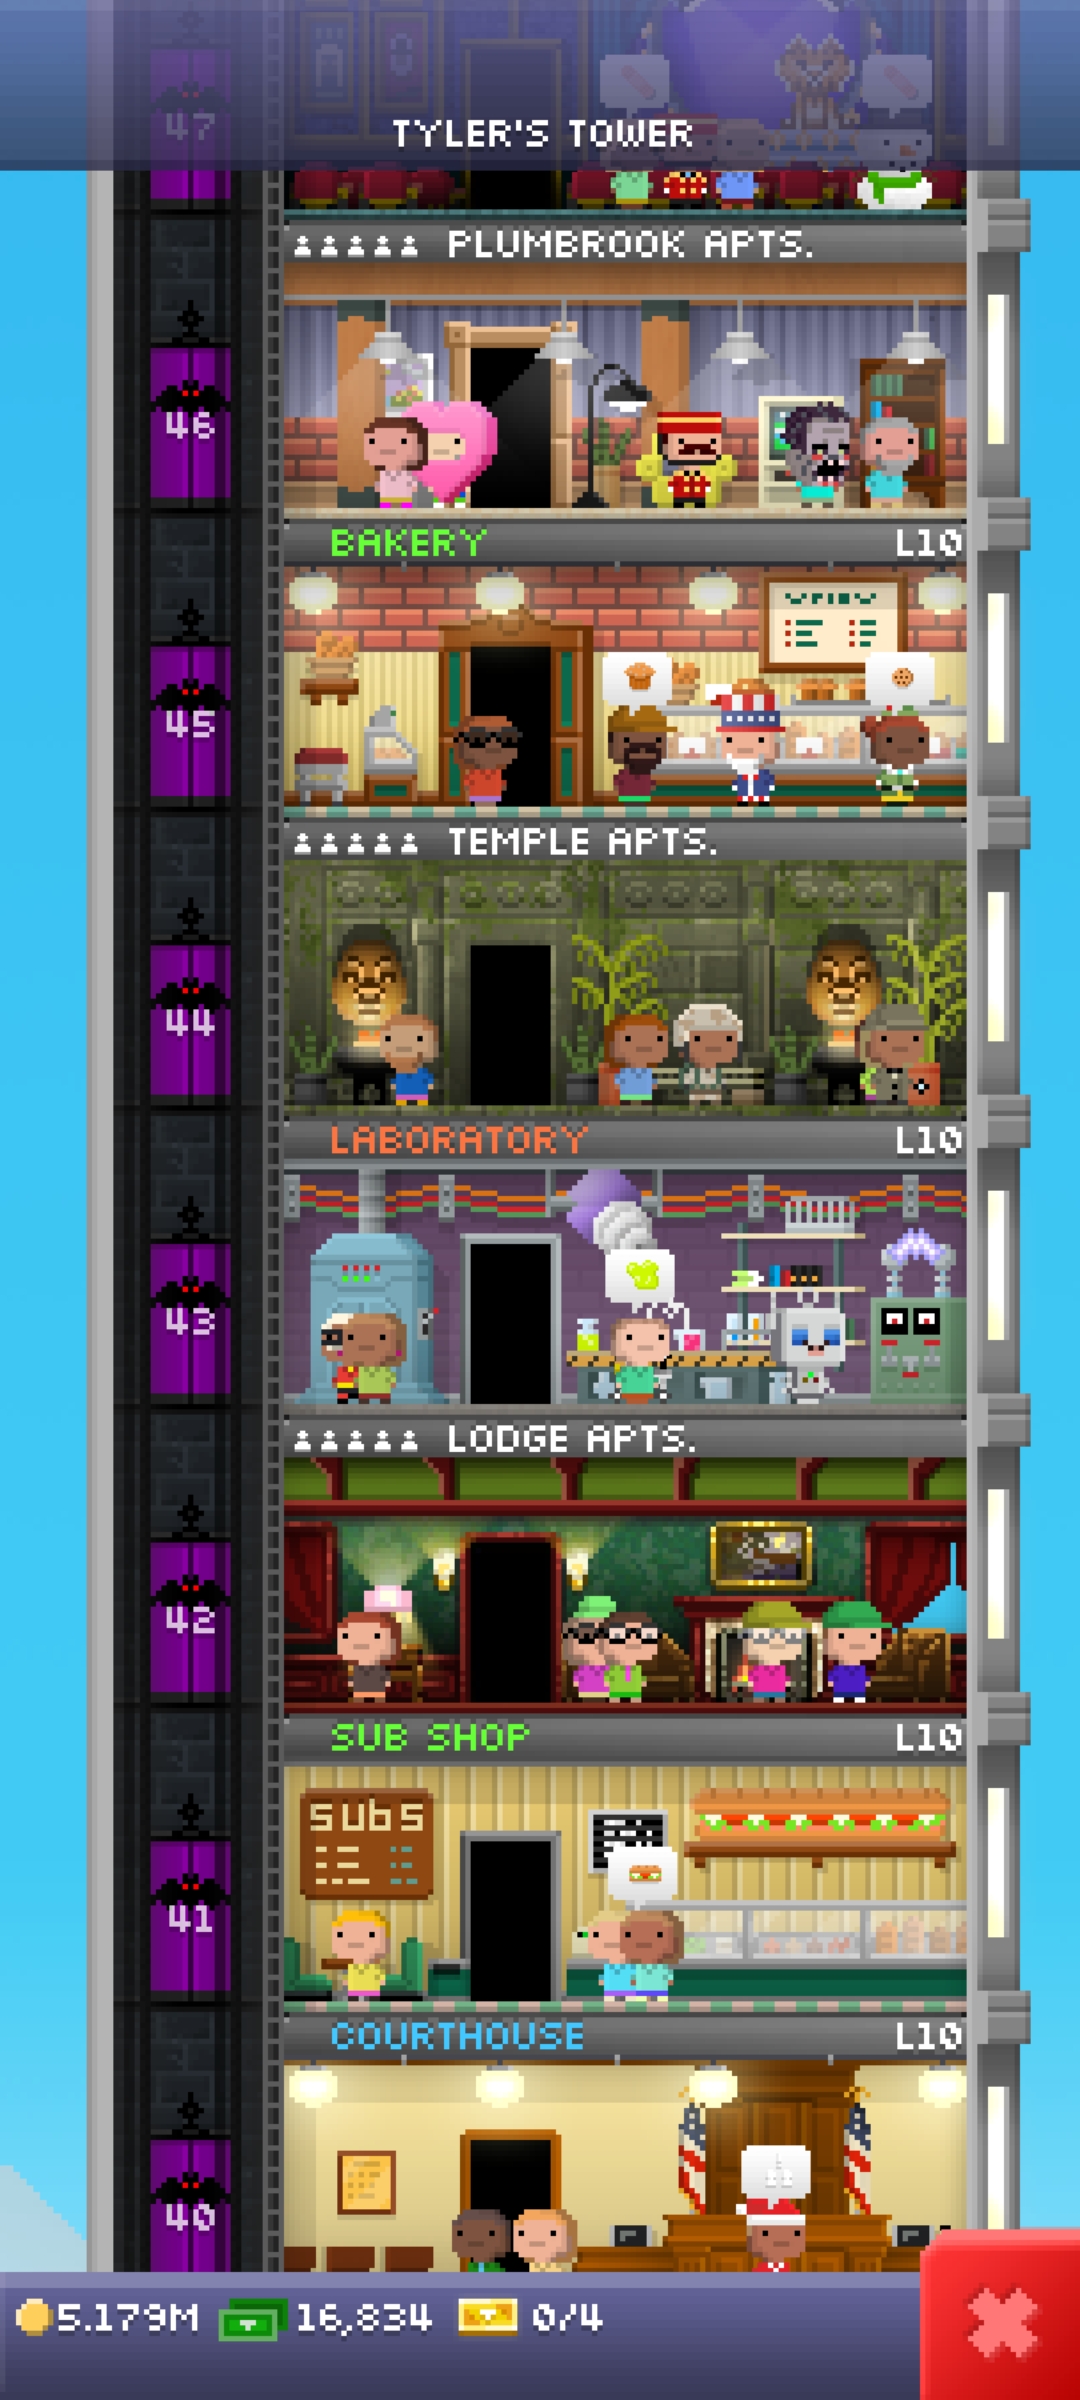 TYLER'S TOWER
47
PLUMBROOK APTS.
46
BAKERY L10
45
TEMPLE APTS.
44
LABORATORY L10
43
LODGE APTS.
42
SUB SHOP L10
subs
41
COURTHOUSE L10
40
5.179M 16,834 0/4